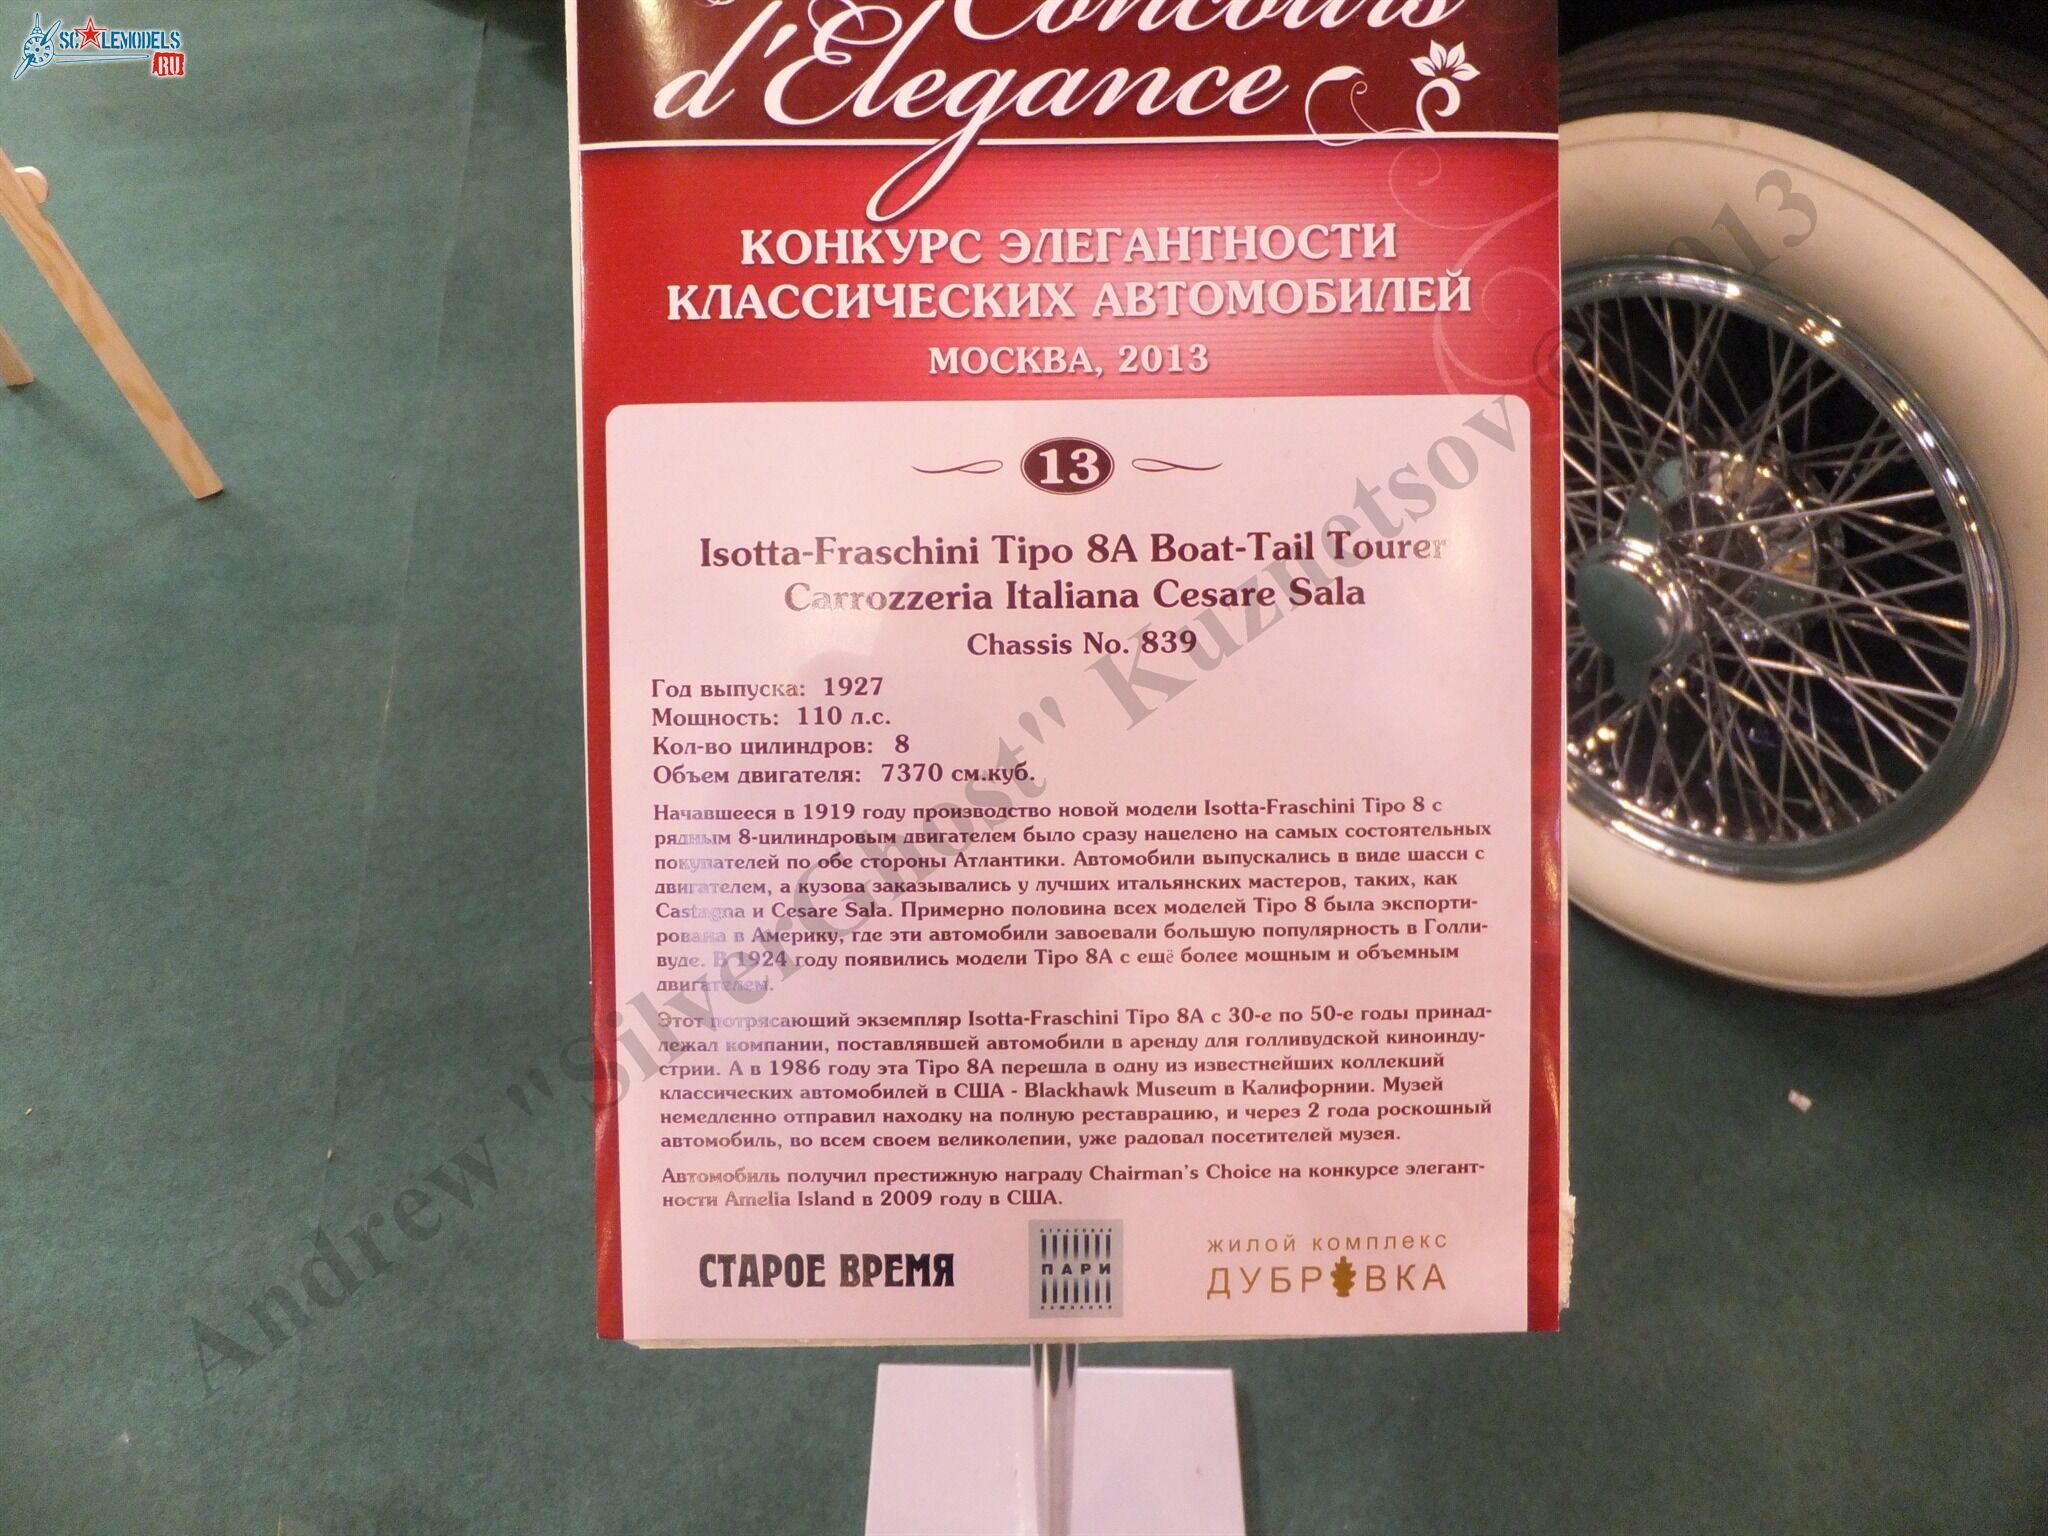 SCALEMODELS
.RU
Concours
d'Elegance
КОНКУРС ЭЛЕГАНТНОСТИ
КЛАССИЧЕСКИХ АВТОМОБИЛЕЙ
МОСКВА, 2013
13
Isotta-Fraschini Tipo 8A Boat-Tail Tourer
Carrozzeria Italiana Cesare Sala
Chassis No. 839
Год выпуска: 1927
Мощность: 110 л.с.
Кол-во цилиндров: 8
Объем двигателя: 7370 см.куб.
Начавшееся в 1919 году производство новой модели Isotta-Fraschini Tipo 8 с
рядным 8-цилиндровым двигателем было сразу нацелено на самых состоятельных
покупателей по обе стороны Атлантики. Автомобили выпускались в виде шасси с
двигателем, а кузова заказывались у лучших итальянских мастеров, таких, как
Castagna и Cesare Sala. Примерно половина всех моделей Tipo 8 была экспорти-
рована в Америку, где эти автомобили завоевали большую популярность в Голли-
вуде. В 1924 году появились модели Tipo 8A с ещё более мощным и объемным
двигателем.
Этот потрясающий экземпляр Isotta-Fraschini Tipo 8A с 30-е по 50-е годы принад-
лежал компании, поставлявшей автомобили в аренду для голливудской киноинду-
стрии. А в 1986 году эта Tipo 8A перешла в одну из известнейших коллекций
классических автомобилей в США - Blackhawk Museum в Калифорнии. Музей
немедленно отправил находку на полную реставрацию, и через 2 года роскошный
автомобиль, во всем своем великолепии, уже радовал посетителей музея.
Автомобиль получил престижную награду Chairman's Choice на конкурсе элегант-
ности Amelia Island в 2009 году в США.
СТАРОЕ ВРЕМЯ
СТРАХОВАЯ
ПАРИ
КОМПАНИЯ
ЖИЛОЙ КОМПЛЕКС
ДУБРОВКА
Andrew "SilverGhost" Kuznetsov © 2013